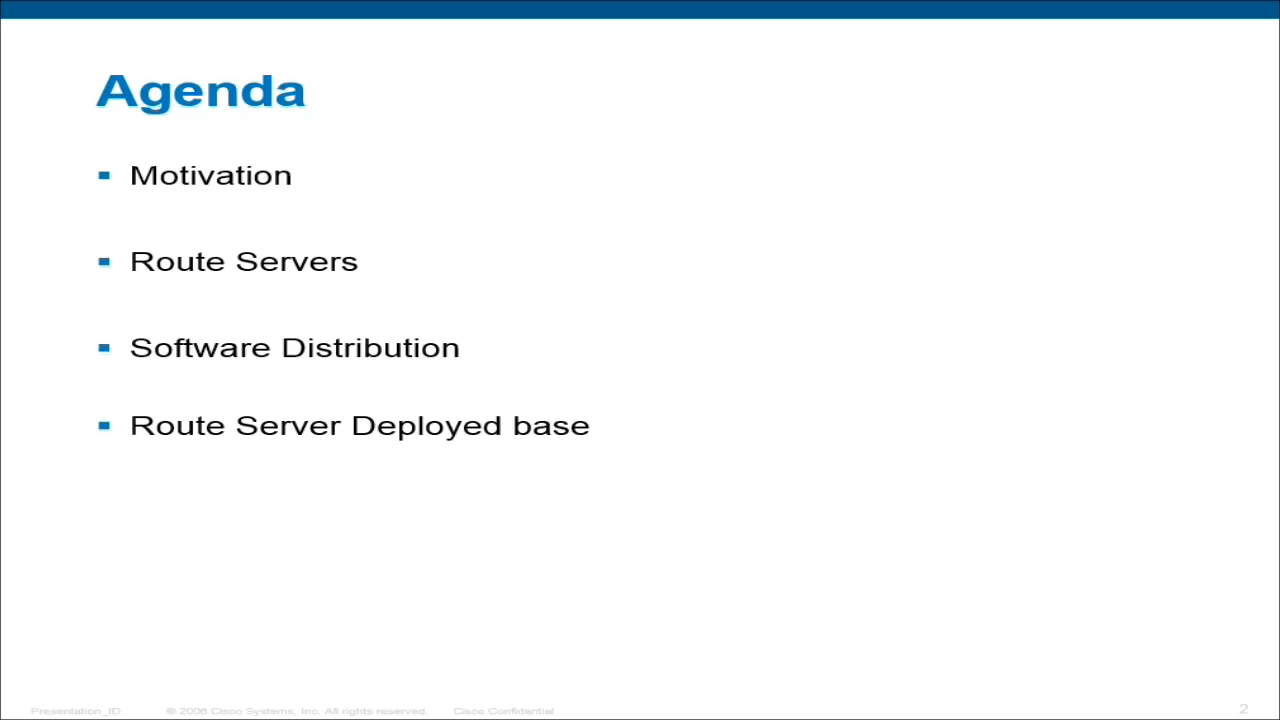 Agenda
Motivation
Route Servers
Software Distribution
Route Server Deployed base
Presentation_ID © 2006 Cisco Systems, Inc. All rights reserved. Cisco Confidential 2